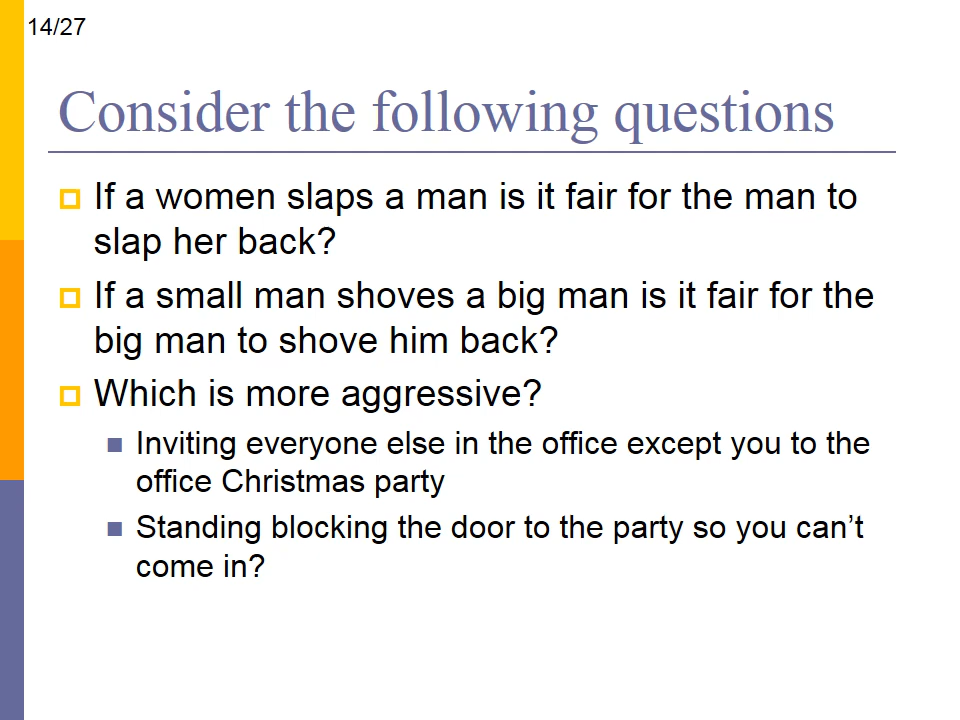 14/27
Consider the following questions
If a women slaps a man is it fair for the man to
slap her back?
If a small man shoves a big man is it fair for the
big man to shove him back?
Which is more aggressive?
Inviting everyone else in the office except you to the
office Christmas party
Standing blocking the door to the party so you can’t
come in?